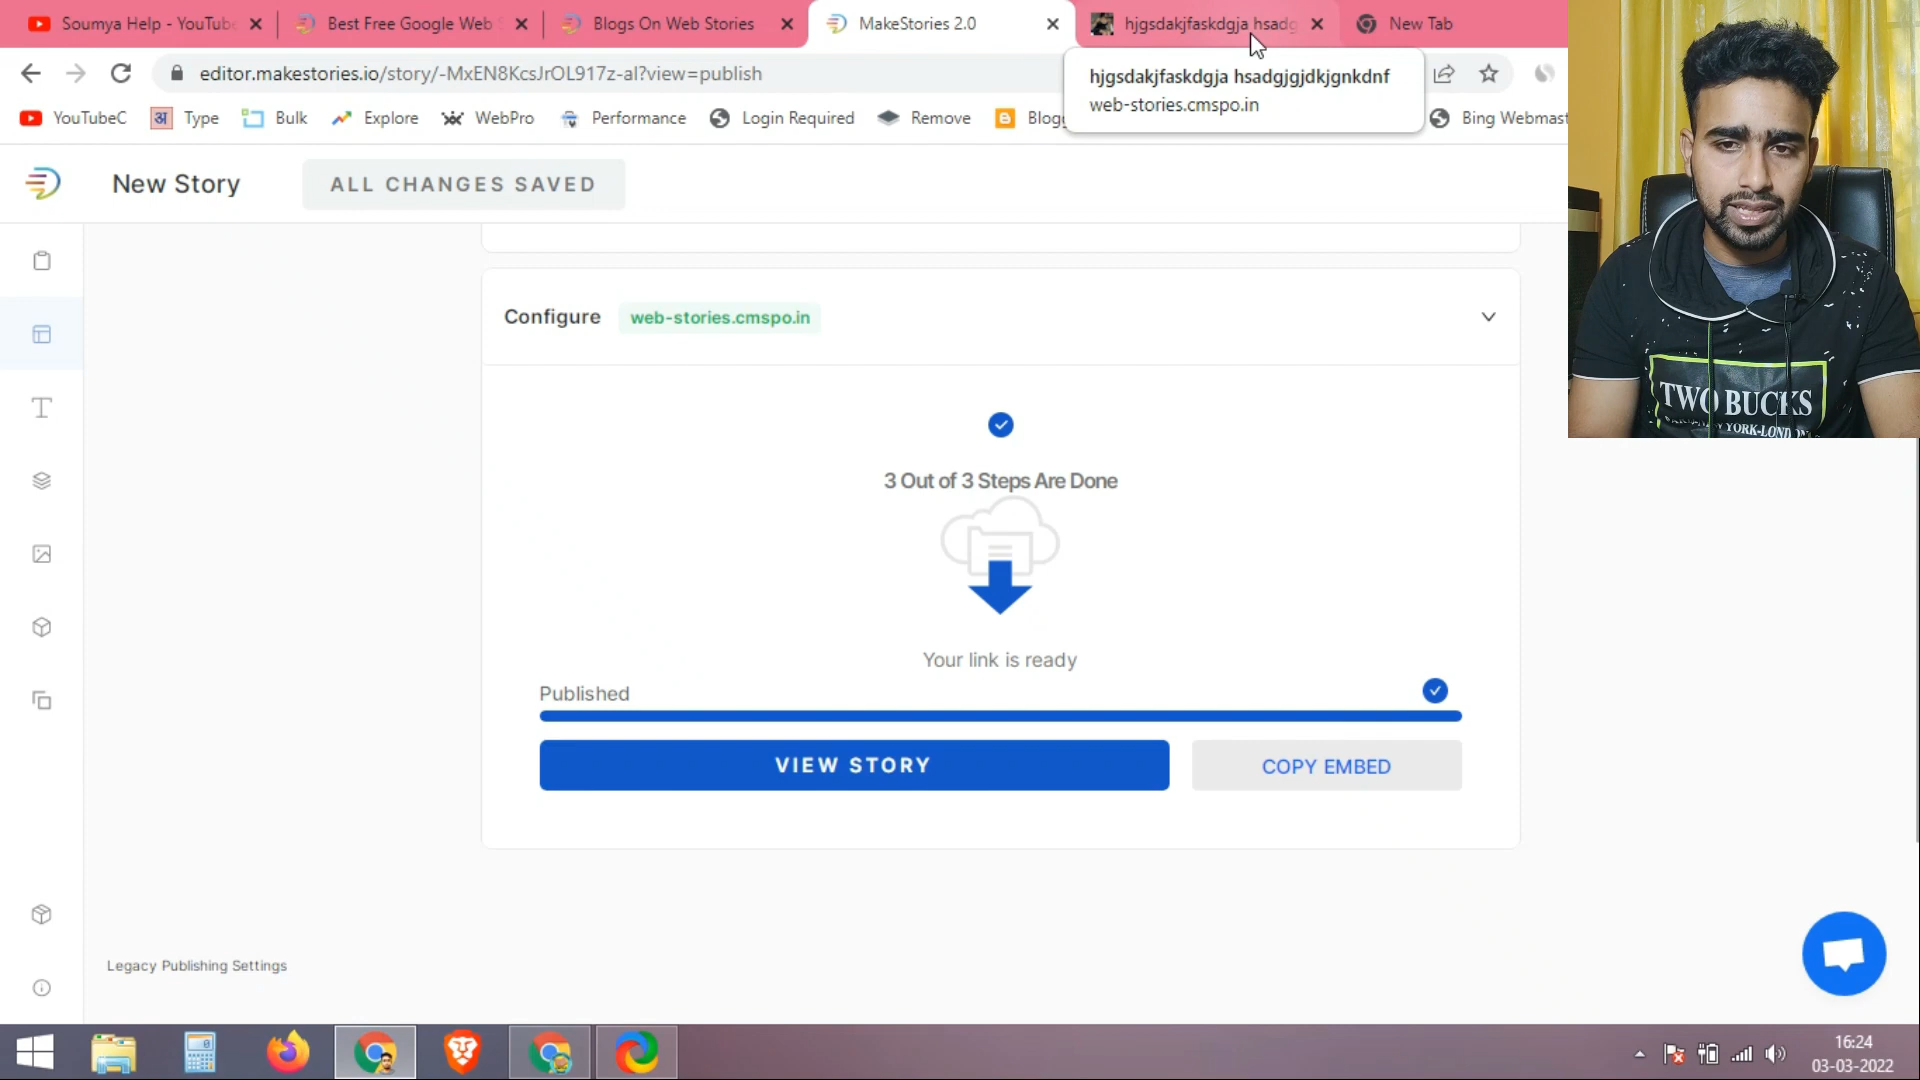 Soumya Help - YouTube
Best Free Google Web S
Blogs On Web Stories
MakeStories 2.0
hjgsdakjfaskdgja hsadg
New Tab
editor.makestories.io/story/-MxEN8KcsJrOL917z-al?view=publish
hjgsdakjfaskdgja hsadgjgjdkjgnkdnf
web-stories.cmspo.in
YouTubeC
अ Type
Bulk
Explore
WebPro
Performance
Login Required
Remove
Blog
Bing Webmast
New Story
ALL CHANGES SAVED
Configure
web-stories.cmspo.in
TWO BUCKS
YORK-LONDON
3 Out of 3 Steps Are Done
Your link is ready
Published
VIEW STORY
COPY EMBED
Legacy Publishing Settings
16:24
03-03-2022